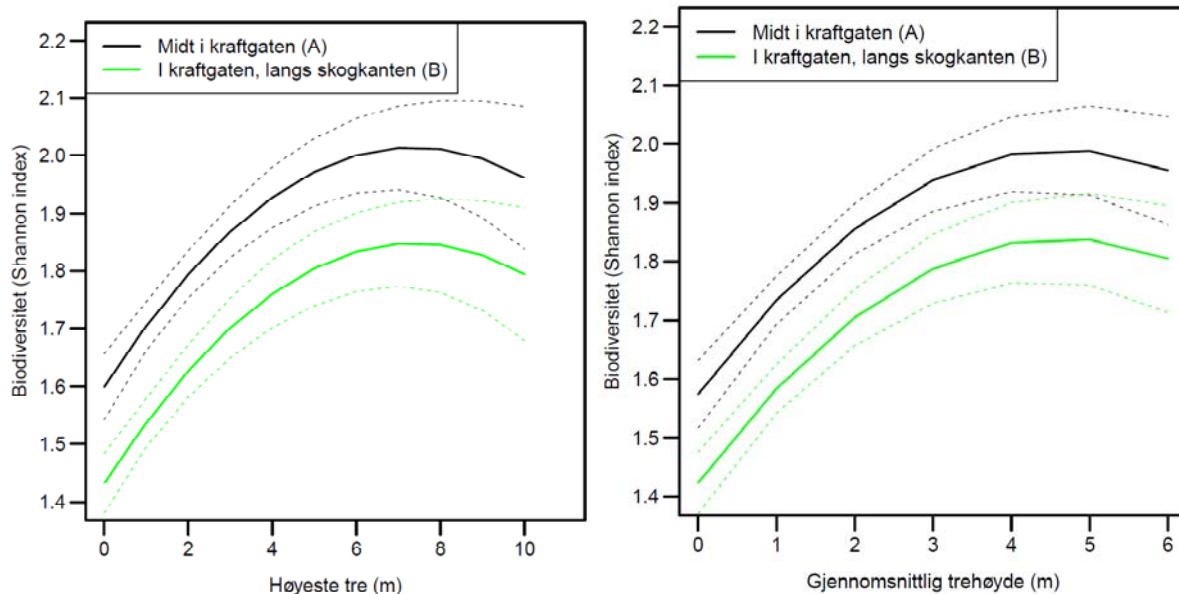 Midt i kraftgaten (A)
I kraftgaten, langs skogkanten (B)
Biodiversitet (Shannon index)
2.2
2.1
2.0
1.9
1.8
1.7
1.6
1.5
1.4
0 2 4 6 8 10
Høyeste tre (m)
Midt i kraftgaten (A)
I kraftgaten, langs skogkanten (B)
Biodiversitet (Shannon index)
2.2
2.1
2.0
1.9
1.8
1.7
1.6
1.5
1.4
0 1 2 3 4 5 6
Gjennomsnittlig trehøyde (m)